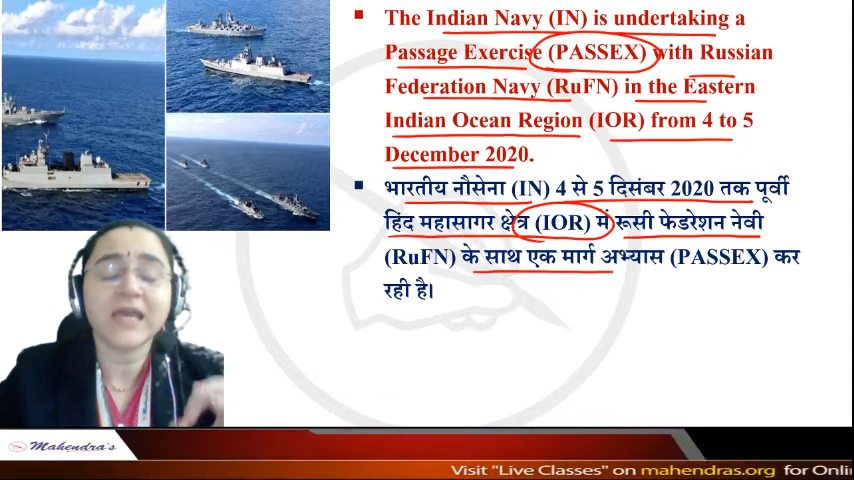 The Indian Navy (IN) is undertaking a
Passage Exercise (PASSEX) with Russian
Federation Navy (RuFN) in the Eastern
Indian Ocean Region (IOR) from 4 to 5
December 2020.
भारतीय नौसेना (IN) 4 से 5 दिसंबर 2020 तक पूर्वी
हिंद महासागर क्षेत्र (IOR) में रूसी फेडरेशन नेवी
(RuFN) के साथ एक मार्ग अभ्यास (PASSEX) कर
रही है।
Mahendra's
Visit "Live Classes" on mahendras.org for Onli